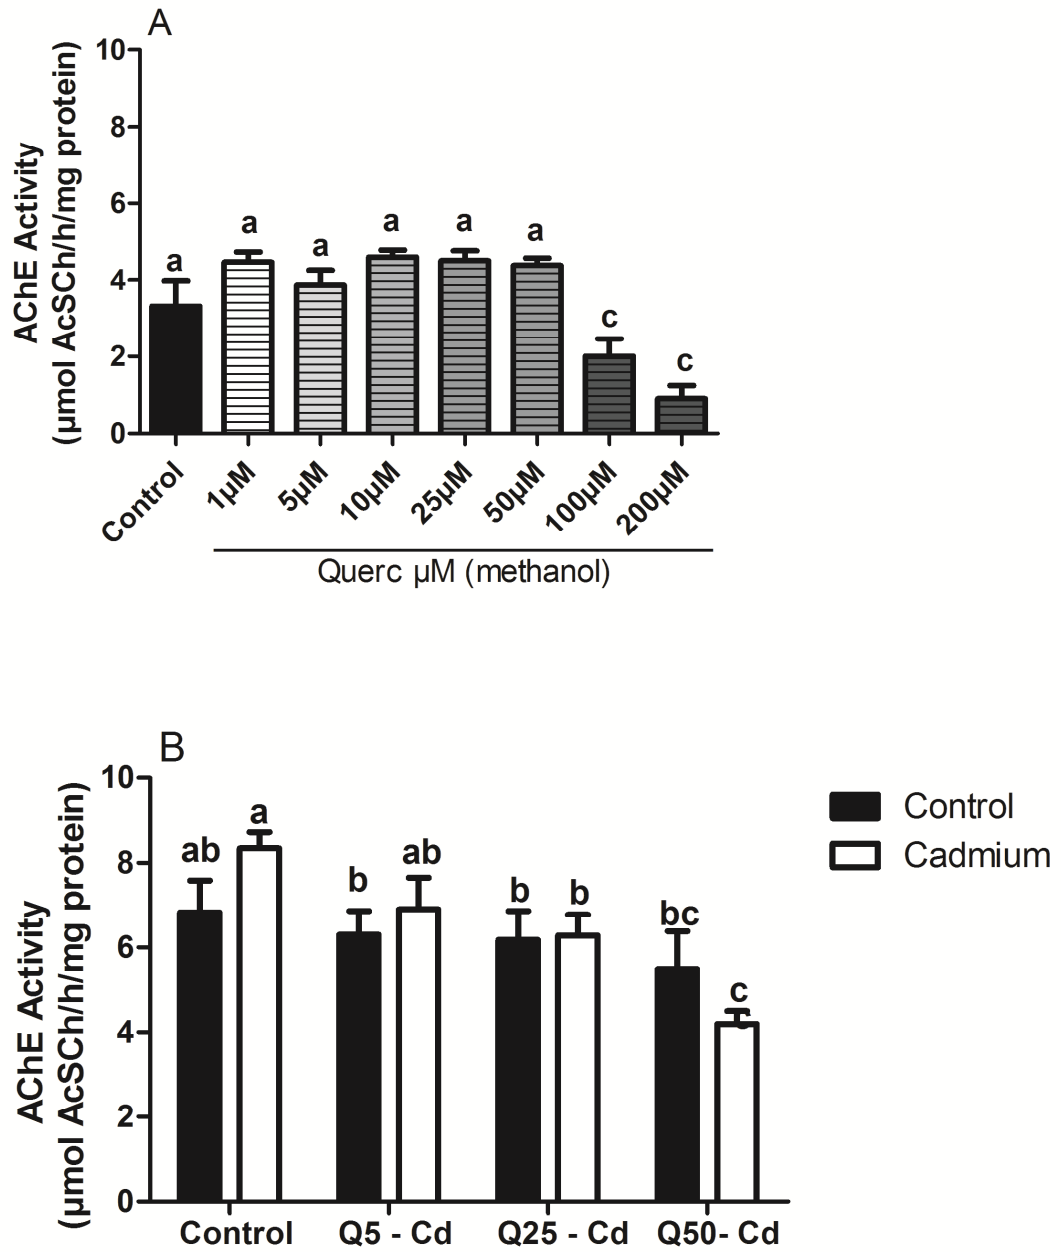 A
10
8
6
4
2
0
AChE Activity
(µmol AcSCh/h/mg protein)
a
a
a
a
a
a
c
c
Control
1µM
5µM
10µM
25µM
50µM
100µM
200µM
Querc µM (methanol)
B
10
8
6
4
2
0
AChE Activity
(µmol AcSCh/h/mg protein)
ab
a
b
ab
b
b
bc
c
Control
Q5 - Cd
Q25 - Cd
Q50- Cd
Control
Cadmium